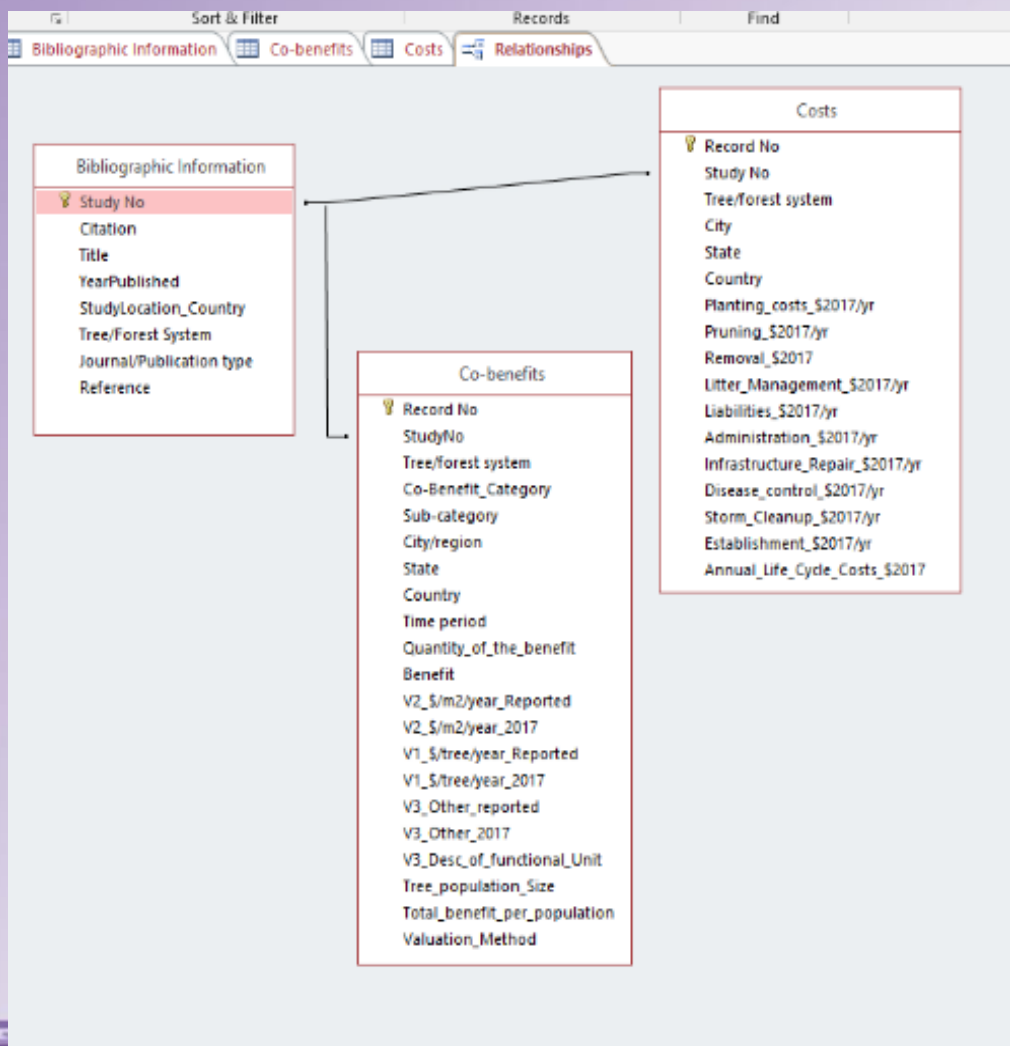 Sort & Filter
Records
Find
Bibliographic Information
Co-benefits
Costs
Relationships
Bibliographic Information
Study No
Citation
Title
YearPublished
StudyLocation_Country
Tree/Forest System
Journal/Publication type
Reference
Co-benefits
Record No
StudyNo
Tree/forest system
Co-Benefit_Category
Sub-category
City/region
State
Country
Time period
Quantity_of_the_benefit
Benefit
V2_$/m2/year_Reported
V2_$/m2/year_2017
V1_$/tree/year_Reported
V1_$/tree/year_2017
V3_Other_reported
V3_Other_2017
V3_Desc_of_functional_Unit
Tree_population_Size
Total_benefit_per_population
Valuation_Method
Costs
Record No
Study No
Tree/forest system
City
State
Country
Planting_costs_$2017/yr
Pruning_$2017/yr
Removal_$2017
Litter_Management_$2017/yr
Liabilities_$2017/yr
Administration_$2017/yr
Infrastructure_Repair_$2017/yr
Disease_control_$2017/yr
Storm_Cleanup_$2017/yr
Establishment_$2017/yr
Annual_Life_Cycle_Costs_$2017